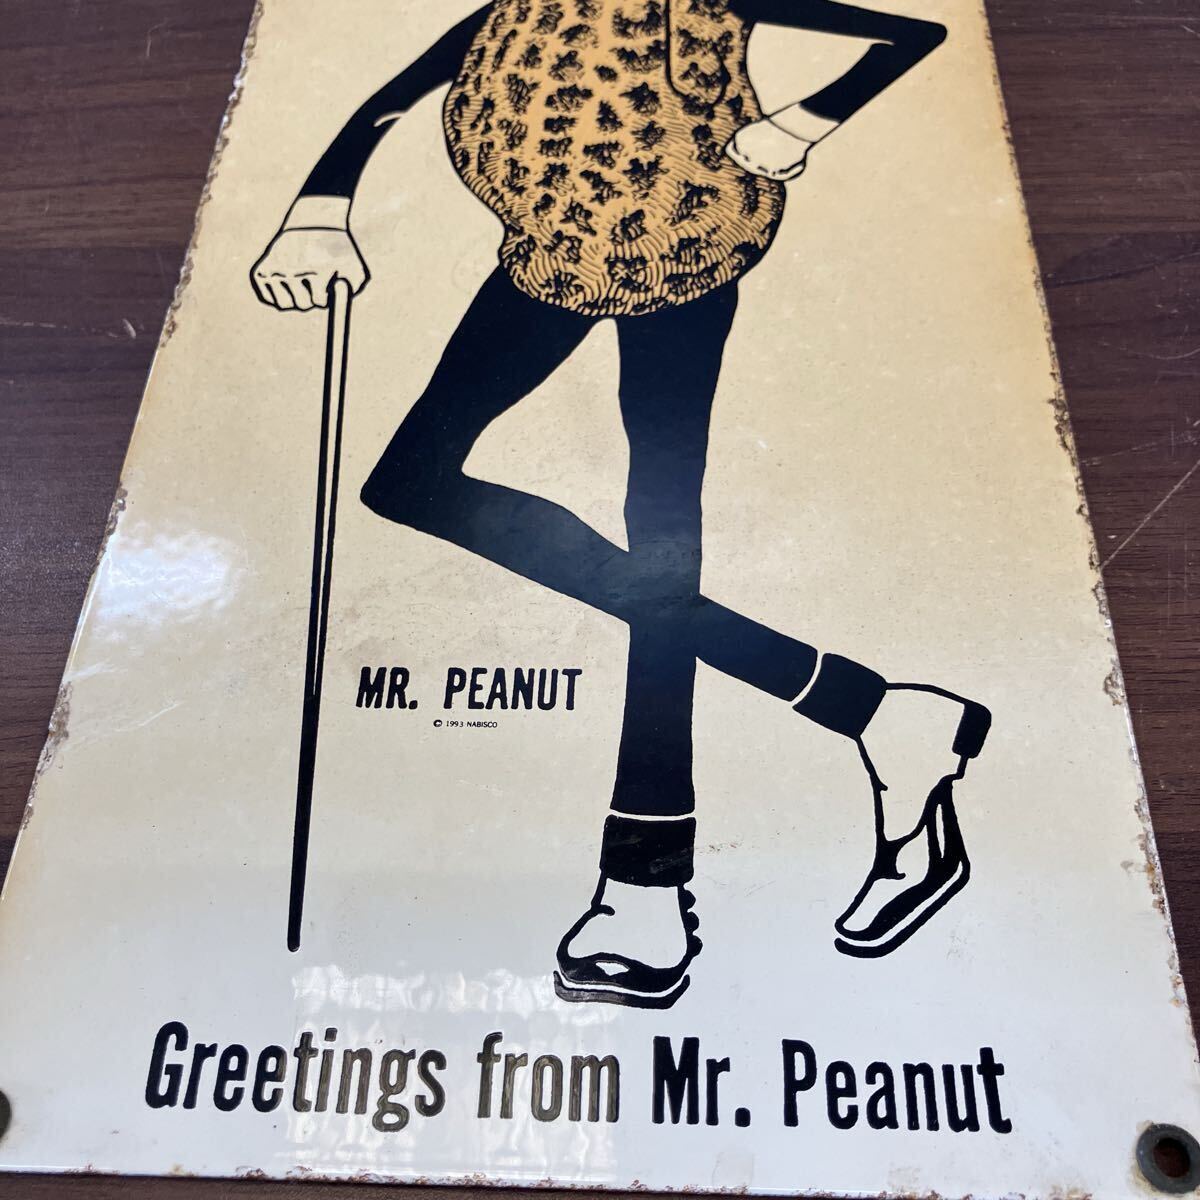 MR. PEANUT
© 1993 NABISCO
Greetings from Mr. Peanut